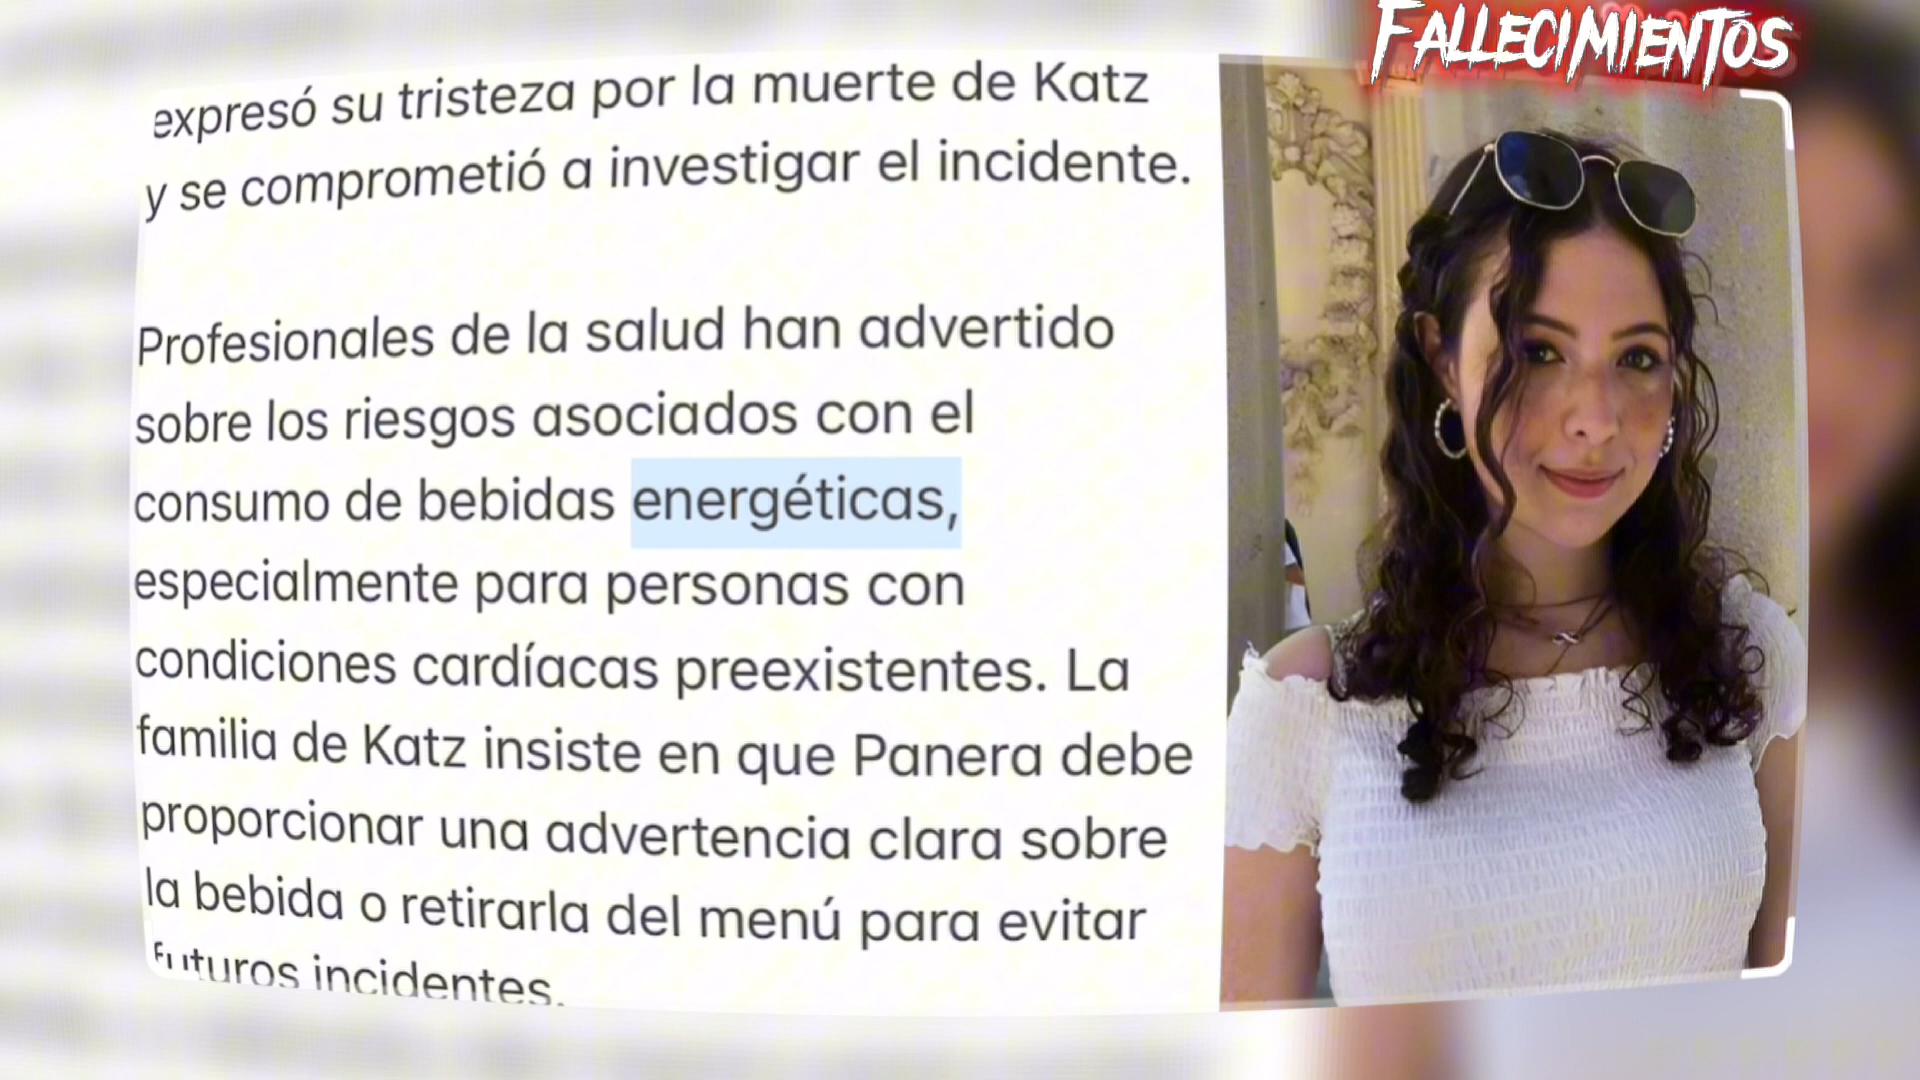 FALLECIMIENTOS
expresó su tristeza por la muerte de Katz
y se comprometió a investigar el incidente.
Profesionales de la salud han advertido
sobre los riesgos asociados con el
consumo de bebidas energéticas,
especialmente para personas con
condiciones cardíacas preexistentes. La
familia de Katz insiste en que Panera debe
proporcionar una advertencia clara sobre
la bebida o retirarla del menú para evitar
futuros incidentes.